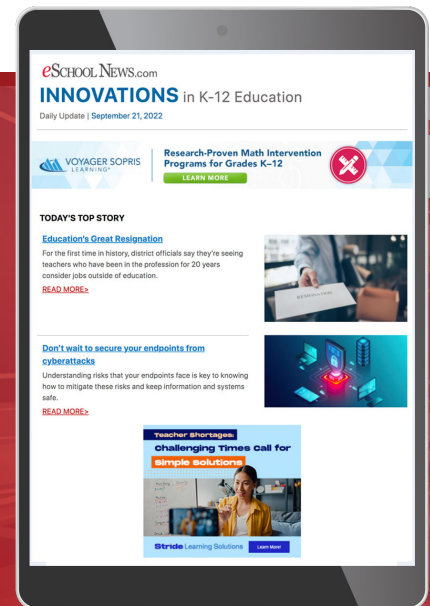 eSCHOOL NEWS.com
INNOVATIONS in K-12 Education
Daily Update | September 21, 2022
VOYAGER SOPRIS
LEARNING®
Research-Proven Math Intervention
Programs for Grades K–12
LEARN MORE
TODAY'S TOP STORY
Education's Great Resignation
For the first time in history, district officials say they're seeing
teachers who have been in the profession for 20 years
consider jobs outside of education.
READ MORE>
RESIGNATION
Don't wait to secure your endpoints from
cyberattacks
Understanding risks that your endpoints face is key to knowing
how to mitigate these risks and keep information and systems
safe.
READ MORE>
Teacher Shortages:
Challenging Times Call for
Simple Solutions
Stride Learning Solutions
Learn More!